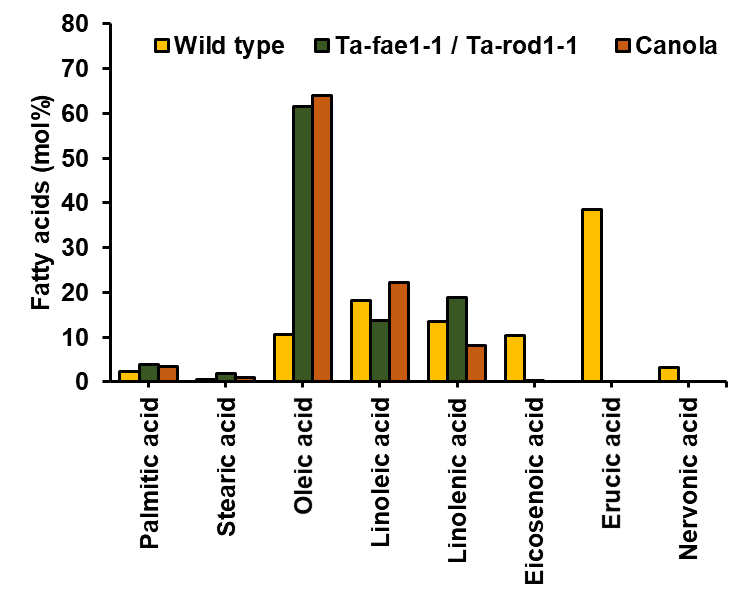 Wild type
Ta-fae1-1 / Ta-rod1-1
Canola
Fatty acids (mol%)
80
70
60
50
40
30
20
10
0
Palmitic acid
Stearic acid
Oleic acid
Linoleic acid
Linolenic acid
Eicosenoic acid
Erucic acid
Nervonic acid